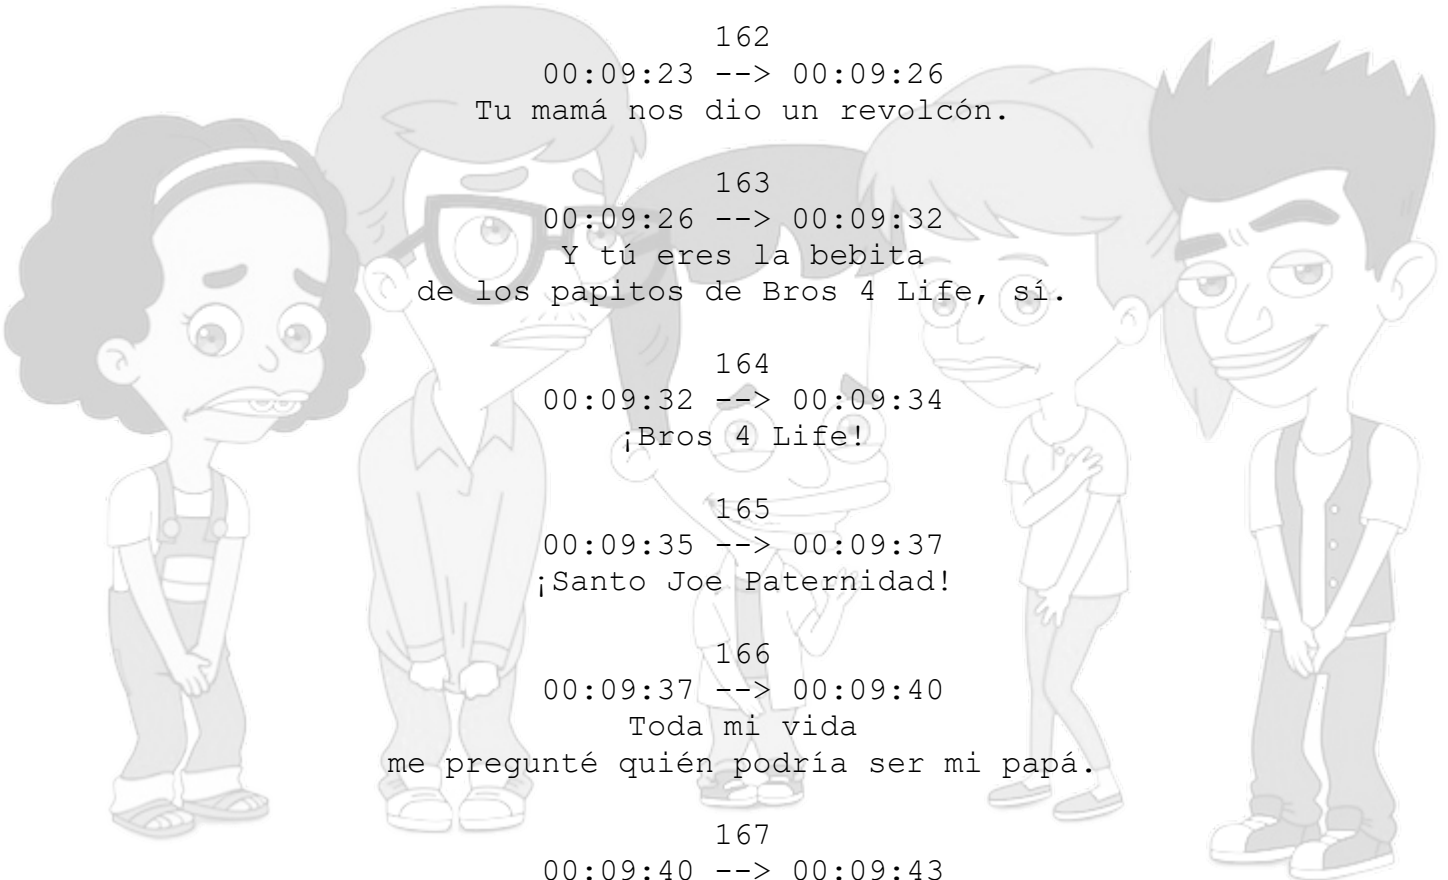 162
00:09:23 --> 00:09:26
Tu mamá nos dio un revolcón.
163
00:09:26 --> 00:09:32
Y tú eres la bebita
de los papitos de Bros 4 Life, sí.
164
00:09:32 --> 00:09:34
¡Bros 4 Life!
165
00:09:35 --> 00:09:37
¡Santo Joe Paternidad!
166
00:09:37 --> 00:09:40
Toda mi vida
me pregunté quién podría ser mi papá.
167
00:09:40 --> 00:09:43